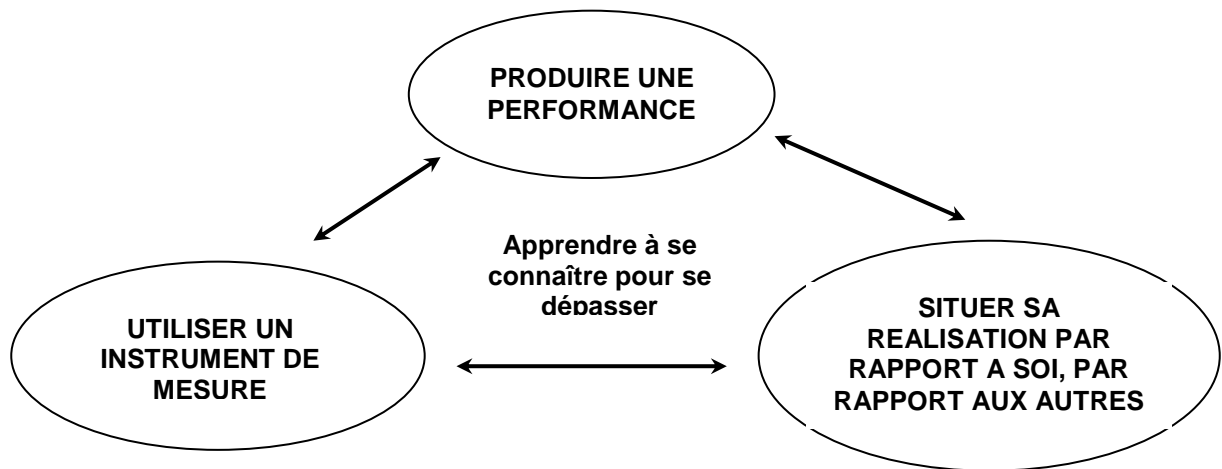 PRODUIRE UNE
PERFORMANCE
Apprendre à se
connaître pour se
dépasser
UTILISER UN
INSTRUMENT DE
MESURE
SITUER SA
REALISATION PAR
RAPPORT A SOI, PAR
RAPPORT AUX AUTRES